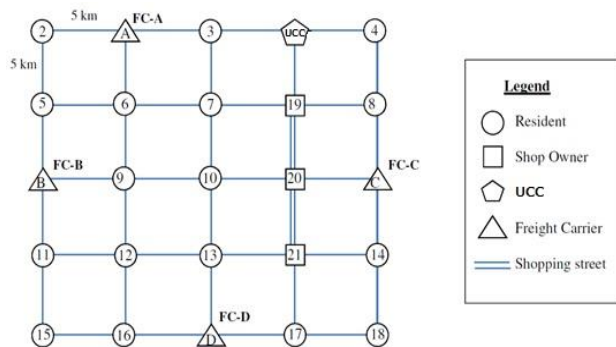 5 km
FC-A
2
A
3
UCC
4
5 km
5
6
7
19
8
FC-B
FC-C
B
9
10
20
C
11
12
13
21
14
FC-D
15
16
D
17
18
Legend
Resident
Shop Owner
UCC
Freight Carrier
Shopping street